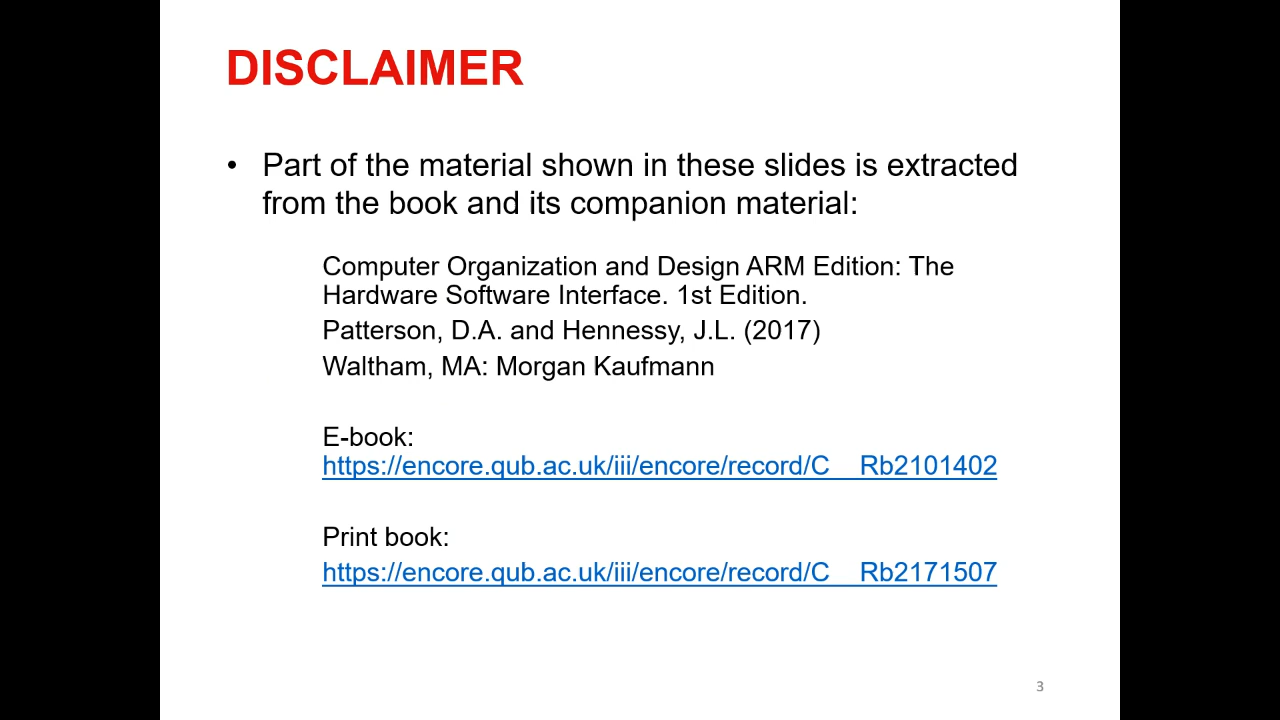 DISCLAIMER
• Part of the material shown in these slides is extracted
from the book and its companion material:
Computer Organization and Design ARM Edition: The
Hardware Software Interface. 1st Edition.
Patterson, D.A. and Hennessy, J.L. (2017)
Waltham, MA: Morgan Kaufmann
E-book:
https://encore.qub.ac.uk/iii/encore/record/C__Rb2101402
Print book:
https://encore.qub.ac.uk/iii/encore/record/C__Rb2171507
3